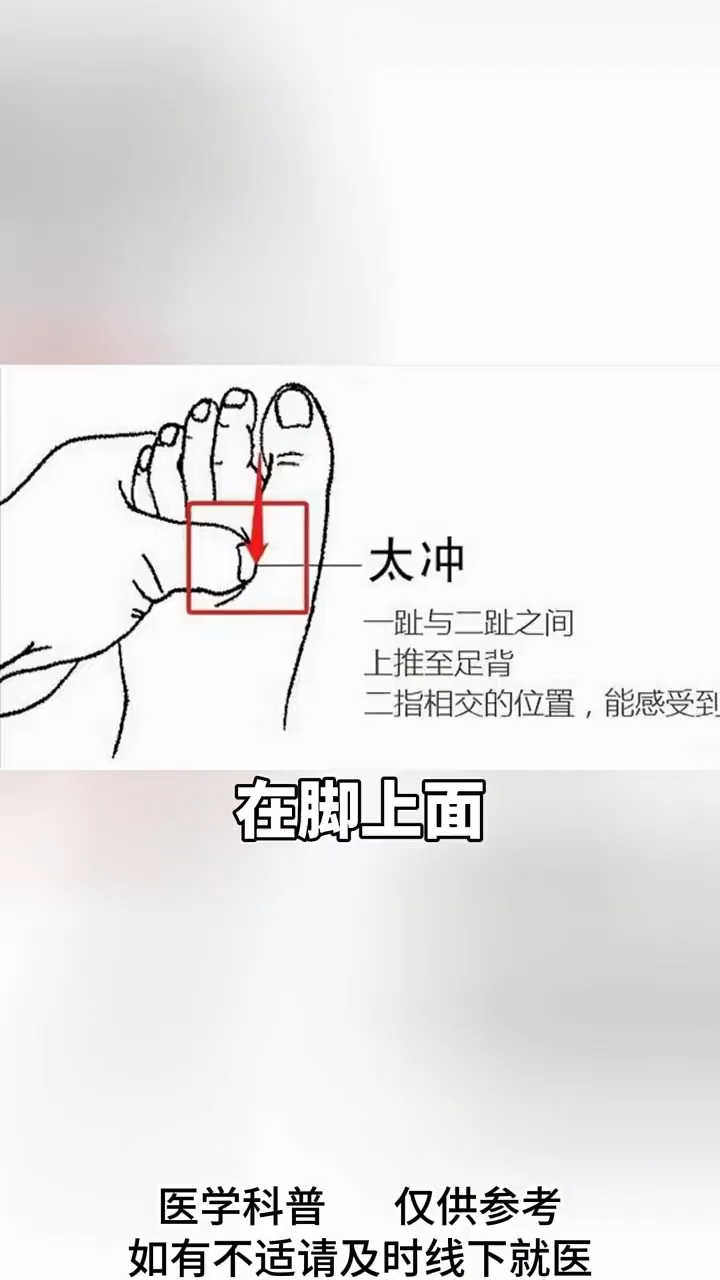 太冲
一趾与二趾之间
上推至足背
二指相交的位置，能感受到
在脚上面
医学科普 仅供参考
如有不适请及时线下就医